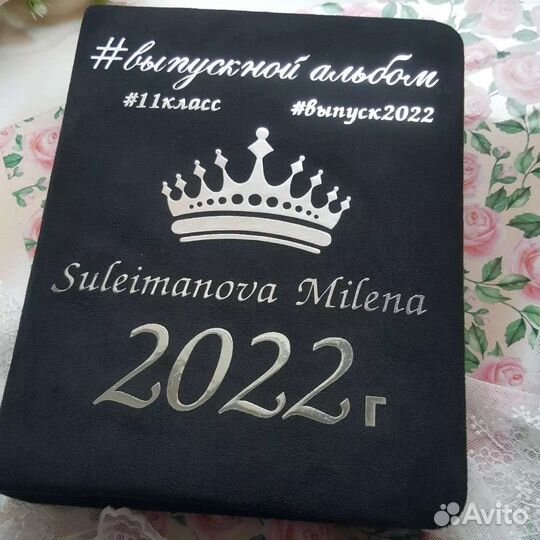 #выпускной альбом
#11класс #выпуск2022
Suleimanova Milena
2022г
Avito